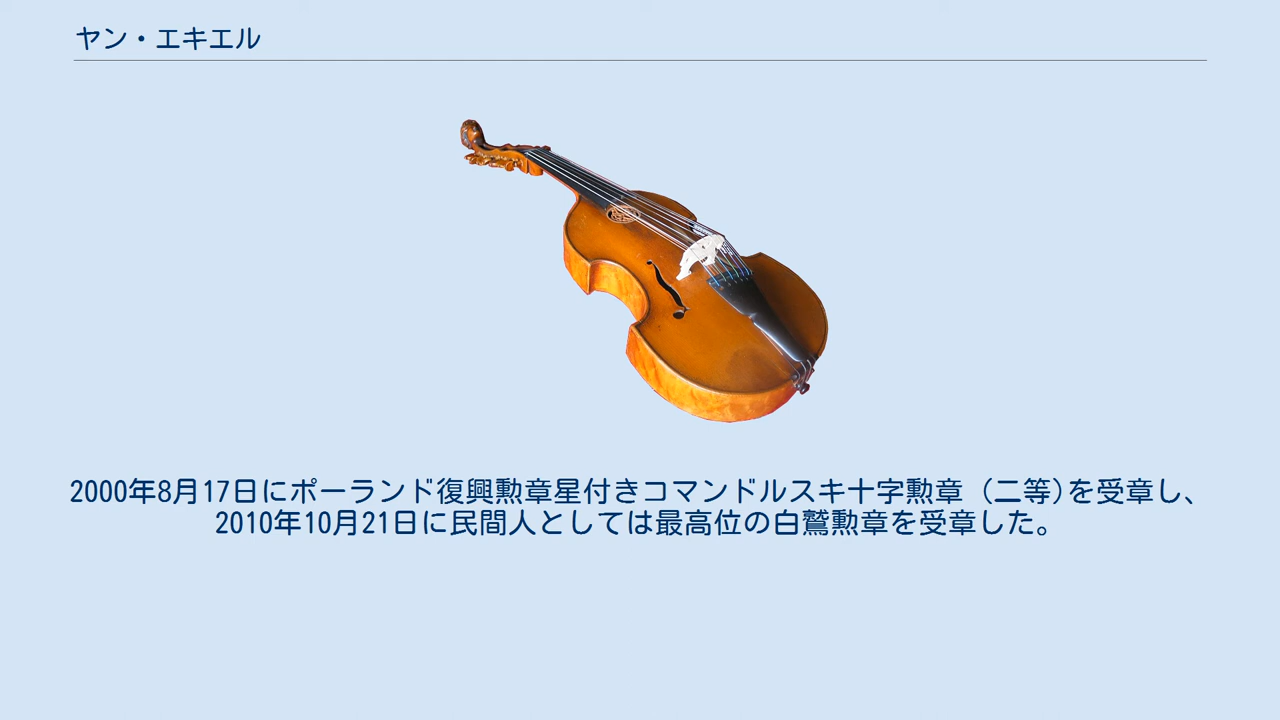 ヤン・エキエル
2000年8月17日にポーランド復興勲章星付きコマンドルスキ十字勲章 (二等)を受章し、
2010年10月21日に民間人としては最高位の白鷲勲章を受章した。